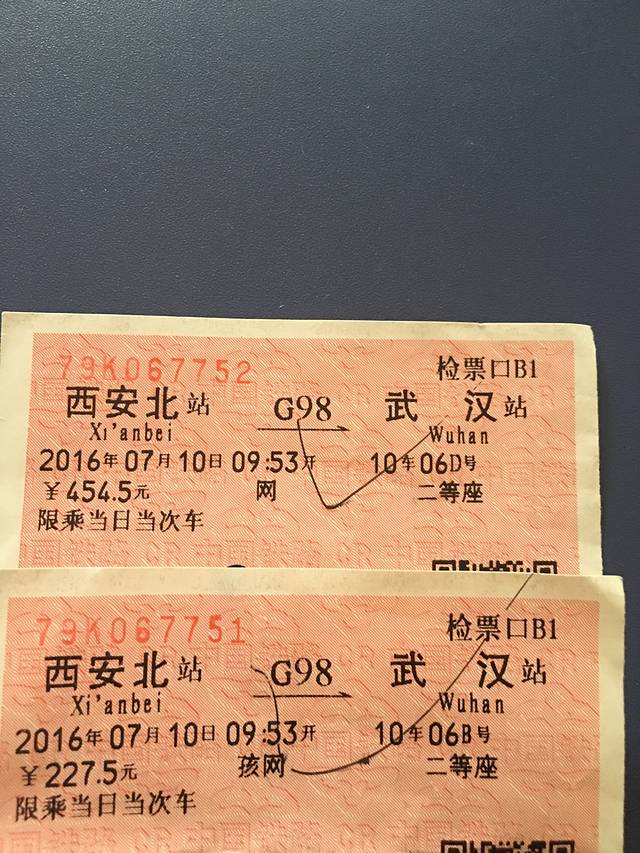 79K067752 检票口B1
西安北站 G98 武汉站
Xi'anbei Wuhan
2016年07月10日09:53开 10车06D号
￥454.5元 网 二等座
限乘当日当次车
79K067751 检票口B1
西安北站 G98 武汉站
Xi'anbei Wuhan
2016年07月10日09:53开 10车06B号
￥227.5元 孩网 二等座
限乘当日当次车